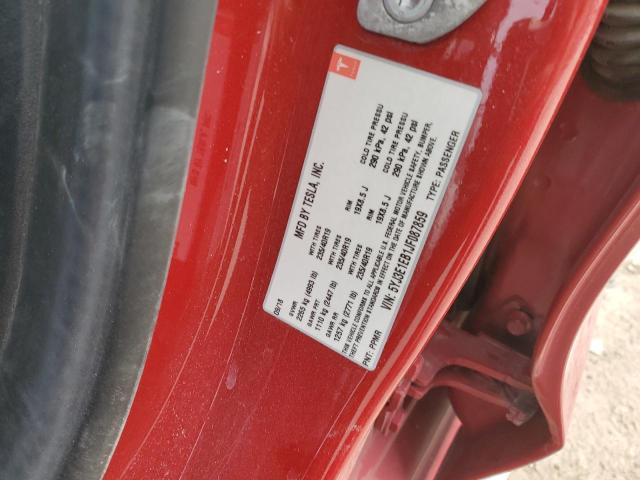 MFD BY TESLA, INC.
08/18
GVWR
2265 kg (4993 lb)
WITH TIRES
235/40R19
RIM
19X8.5 J
COLD TIRE PRESSU
290 kPa, 42 psi
GAWR FRT
1110 kg (2447 lb)
WITH TIRES
235/40R19
RIM
19X8.5 J
COLD TIRE PRESSU
290 kPa, 42 psi
GAWR RR
1257 kg (2771 lb)
THIS VEHICLE CONFORMS TO ALL APPLICABLE U.S. FEDERAL MOTOR VEHICLE SAFETY, BUMPER,
THEFT PREVENTION STANDARDS IN EFFECT ON THE DATE OF MANUFACTURE SHOWN ABOVE.
VIN: 5YJ3E1EB1JF087859 TYPE: PASSENGER
PNT: PPMR